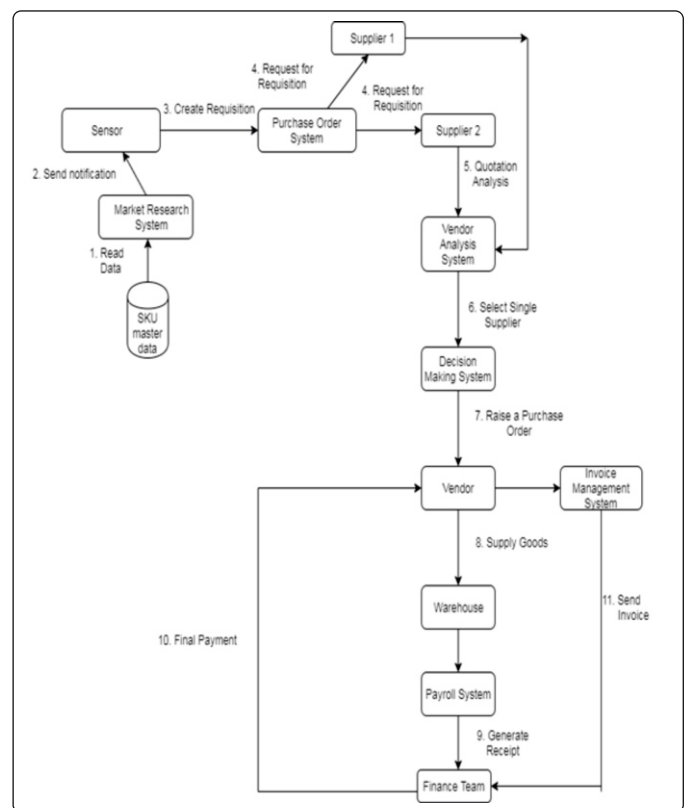 Supplier 1
4. Request for
Requisition
4. Request for
Requisition
3. Create Requisition
Sensor
Purchase Order
System
Supplier 2
2. Send notification
5. Quotation
Analysis
Market Research
System
Vendor
Analysis
System
1. Read
Data
SKU
master
data
6. Select Single
Supplier
Decision
Making System
7. Raise a Purchase
Order
Vendor
Invoice
Management
System
8. Supply Goods
Warehouse
11. Send
Invoice
10. Final Payment
Payroll System
9. Generate
Receipt
Finance Team